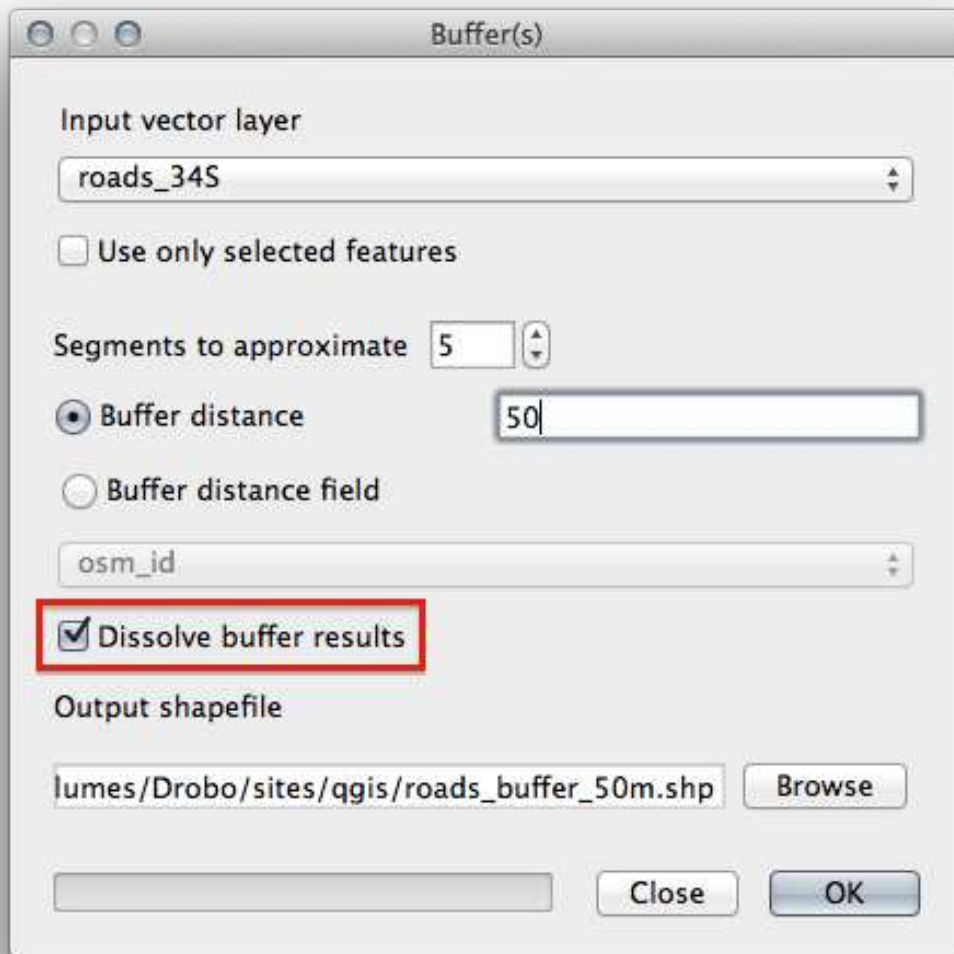 Buffer(s)
Input vector layer
roads_34S
Use only selected features
Segments to approximate 5
Buffer distance 50
Buffer distance field
osm_id
Dissolve buffer results
Output shapefile
lumes/Drobo/sites/qgis/roads_buffer_50m.shp Browse
Close OK